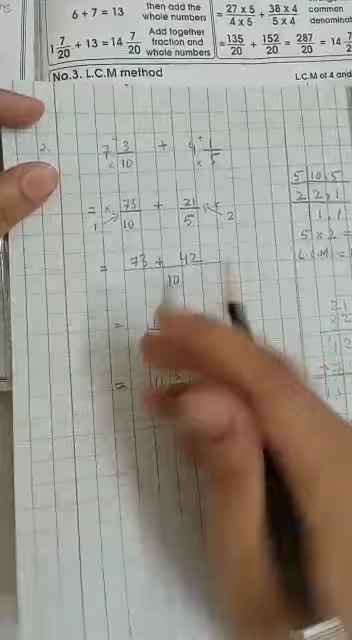 6 + 7 = 13
then add the whole numbers
= 27 x 5 / 4 x 5 + 38 x 4 / 5 x 4
common
1 7/20 + 13 = 14 7/20
Add together fraction and whole numbers
= 135/20 + 152/20 = 287/20 = 14
No.3. L.C.M method
L.C.M of 4 and
2.
7 3/10 + 4 1/5
= 73/10 + 21/5
1
2
= 73 + 42 / 10
=
=
5 | 10, 5
2 | 2, 1
1, 1
5 x 2 =
L.C.M =